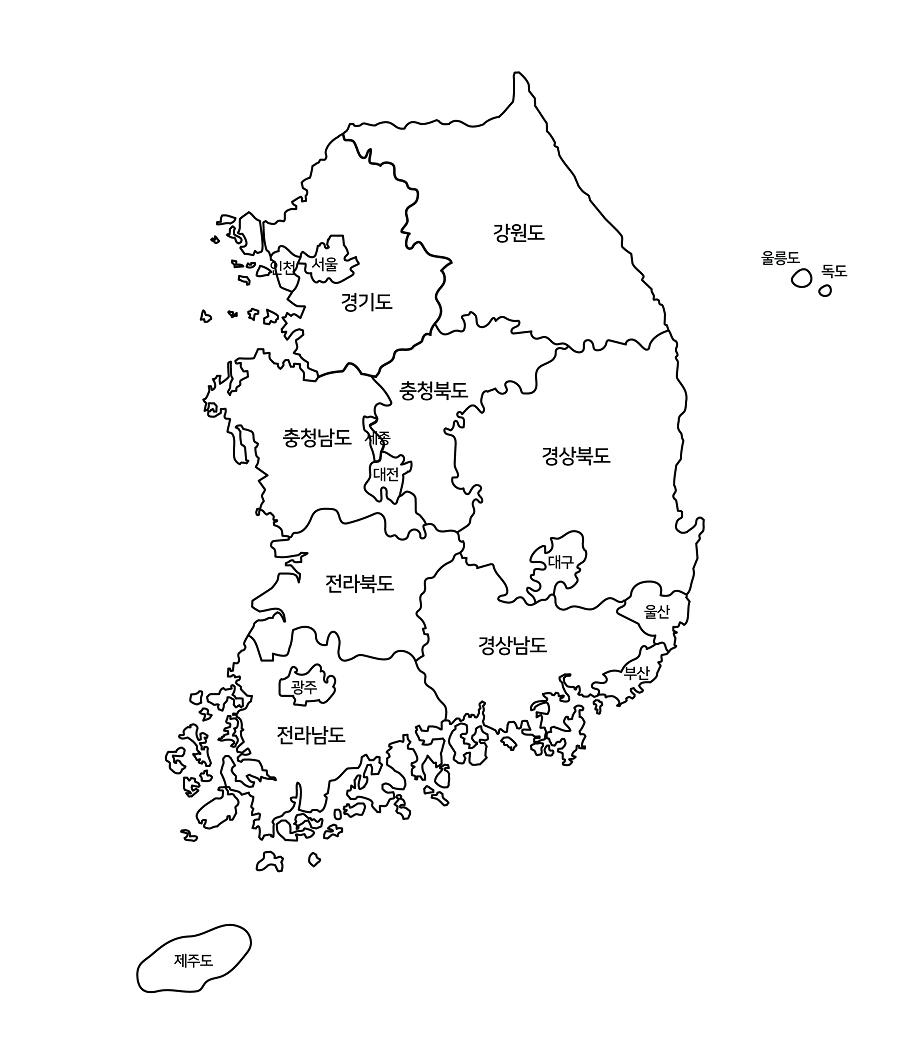 강원도
울릉도
독도
인천
서울
경기도
충청북도
충청남도
세종
경상북도
대전
대구
전라북도
울산
경상남도
부산
광주
전라남도
제주도